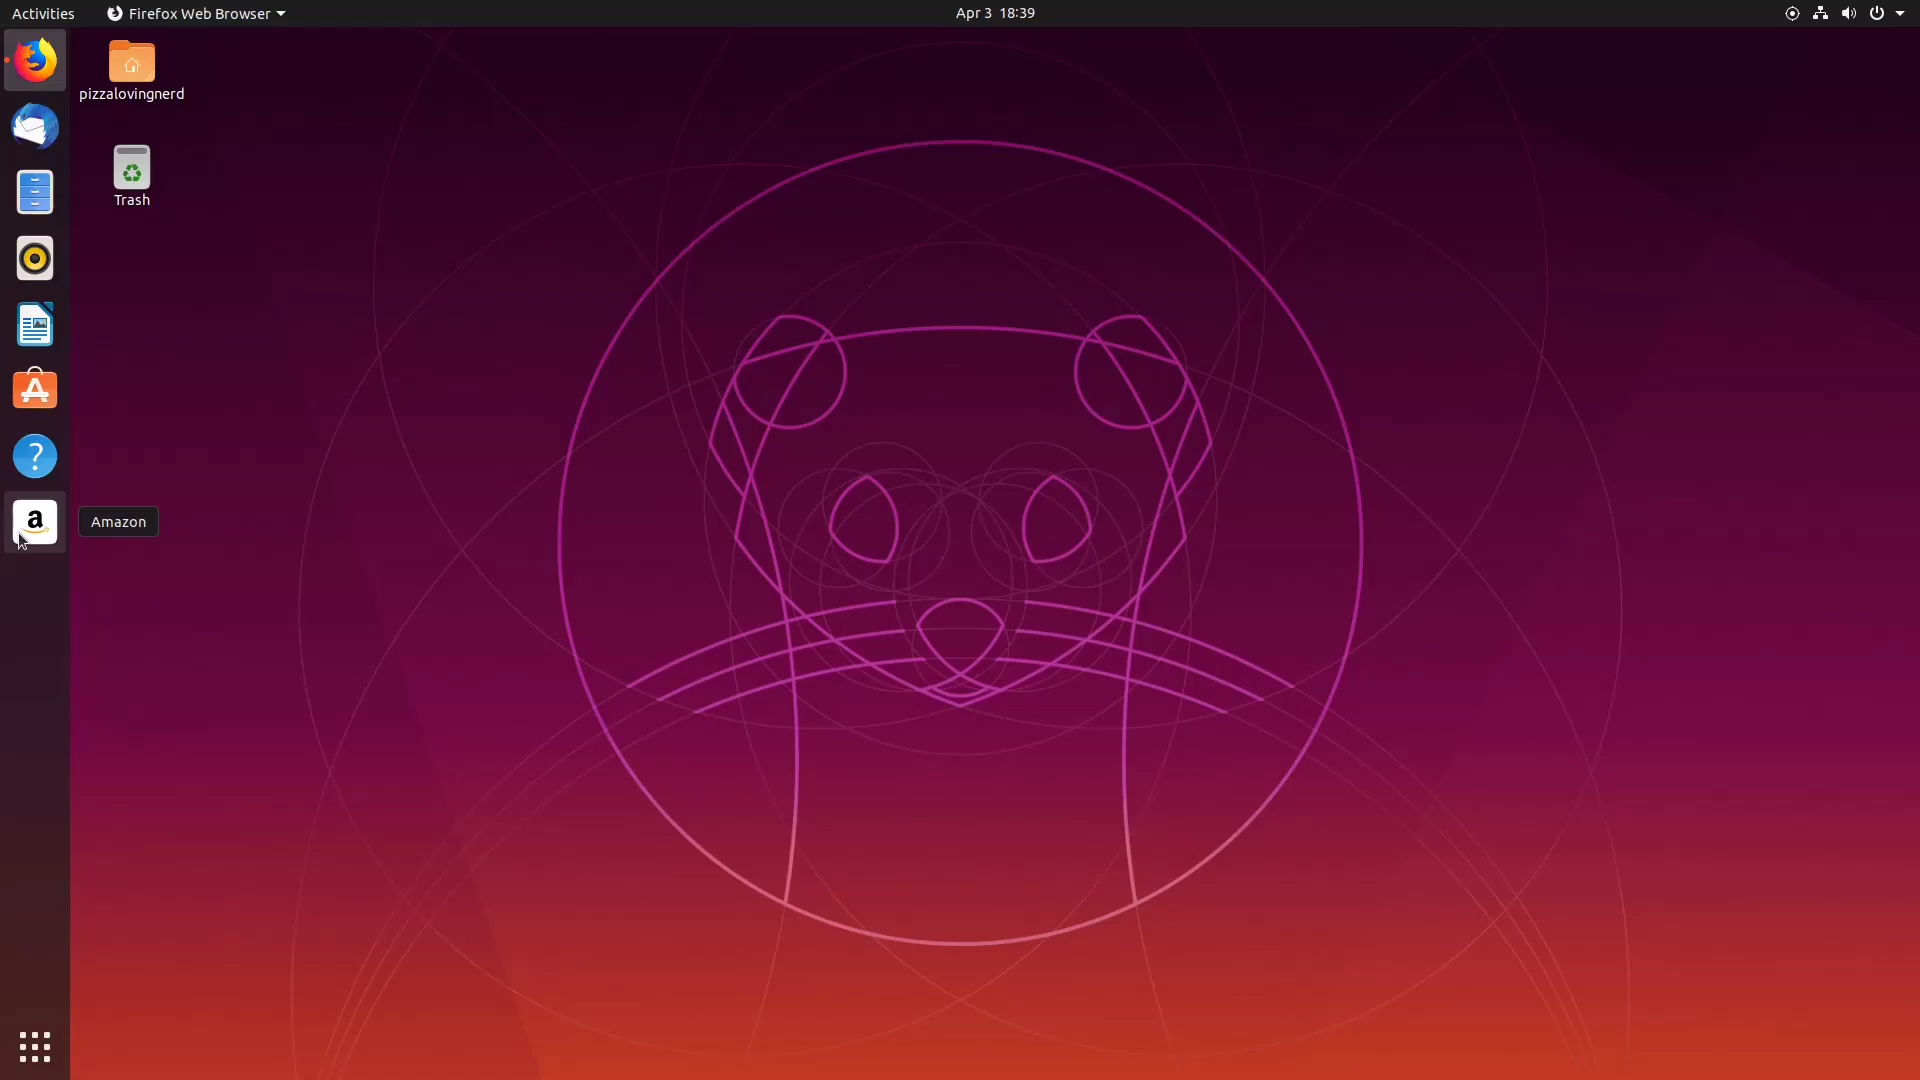 Activities
Firefox Web Browser
Apr 3 18:39
pizzalovingnerd
Trash
?
a
Amazon